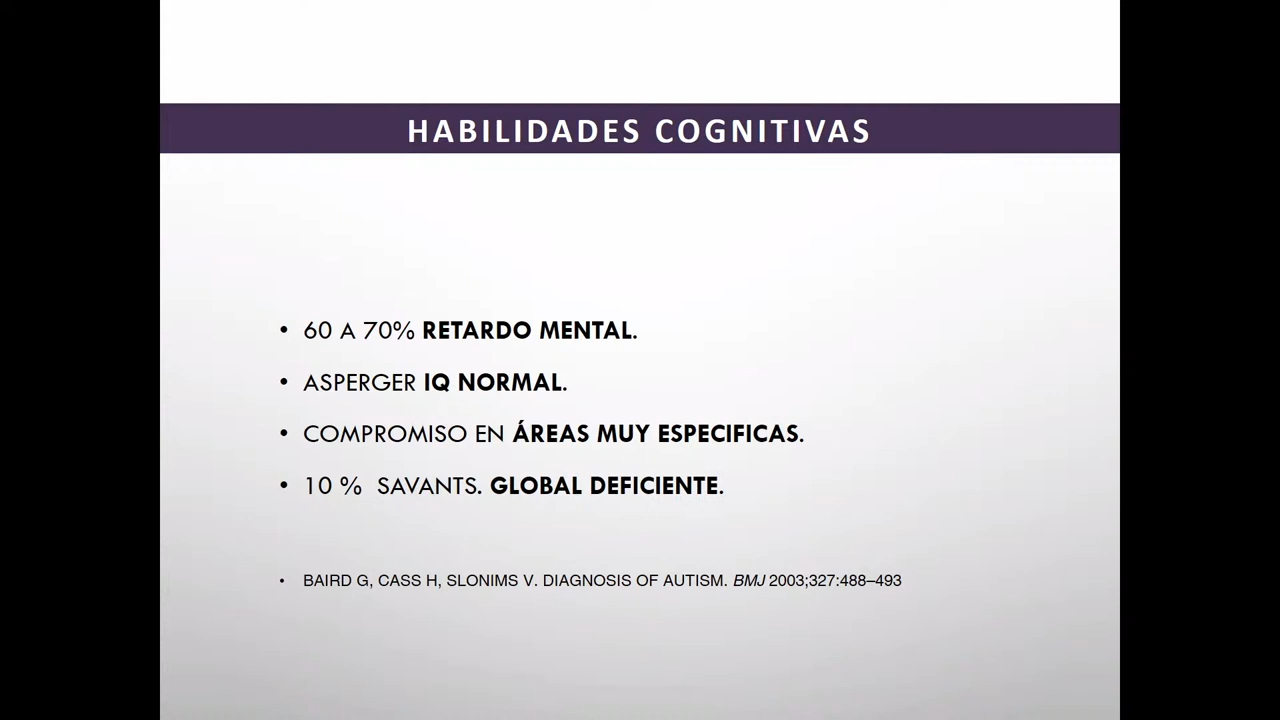 HABILIDADES COGNITIVAS
• 60 A 70% RETARDO MENTAL.
• ASPERGER IQ NORMAL.
• COMPROMISO EN ÁREAS MUY ESPECIFICAS.
• 10 % SAVANTS. GLOBAL DEFICIENTE.
• BAIRD G, CASS H, SLONIMS V. DIAGNOSIS OF AUTISM. BMJ 2003;327:488–493